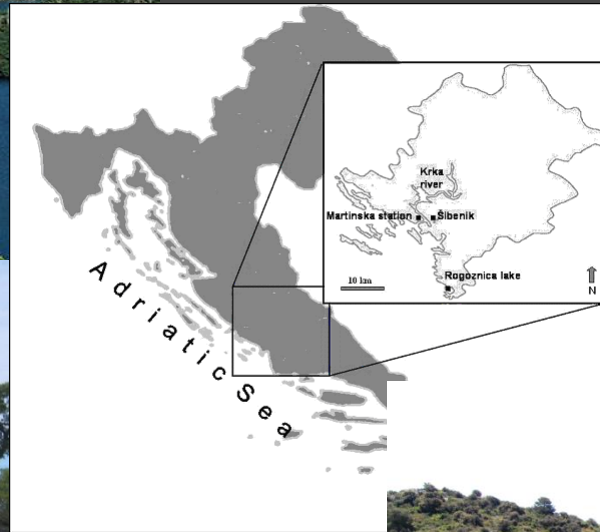 Krka
river
Martinska station
Šibenik
Rogoznica lake
10 km
N
Adriatic Sea